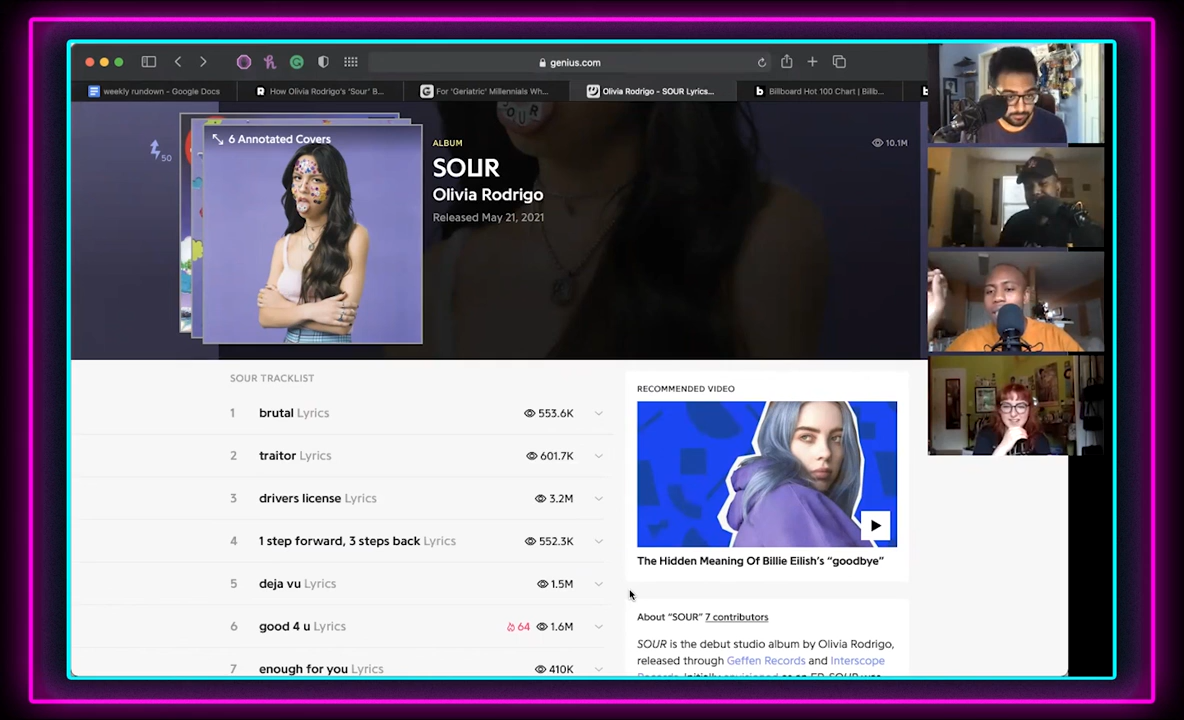 genius.com
weekly rundown - Google Docs
How Olivia Rodrigo's 'Sour' B...
For 'Geriatric' Millennials Wh...
Olivia Rodrigo - SOUR Lyrics...
Billboard Hot 100 Chart | Billb...
6 Annotated Covers
50
ALBUM
10.1M
SOUR
Olivia Rodrigo
Released May 21, 2021
SOUR TRACKLIST
1 brutal Lyrics 553.6K
2 traitor Lyrics 601.7K
3 drivers license Lyrics 3.2M
4 1 step forward, 3 steps back Lyrics 552.3K
5 deja vu Lyrics 1.5M
6 good 4 u Lyrics 64 1.6M
7 enough for you Lyrics 410K
RECOMMENDED VIDEO
The Hidden Meaning Of Billie Eilish's "goodbye"
About "SOUR" 7 contributors
SOUR is the debut studio album by Olivia Rodrigo,
released through Geffen Records and Interscope